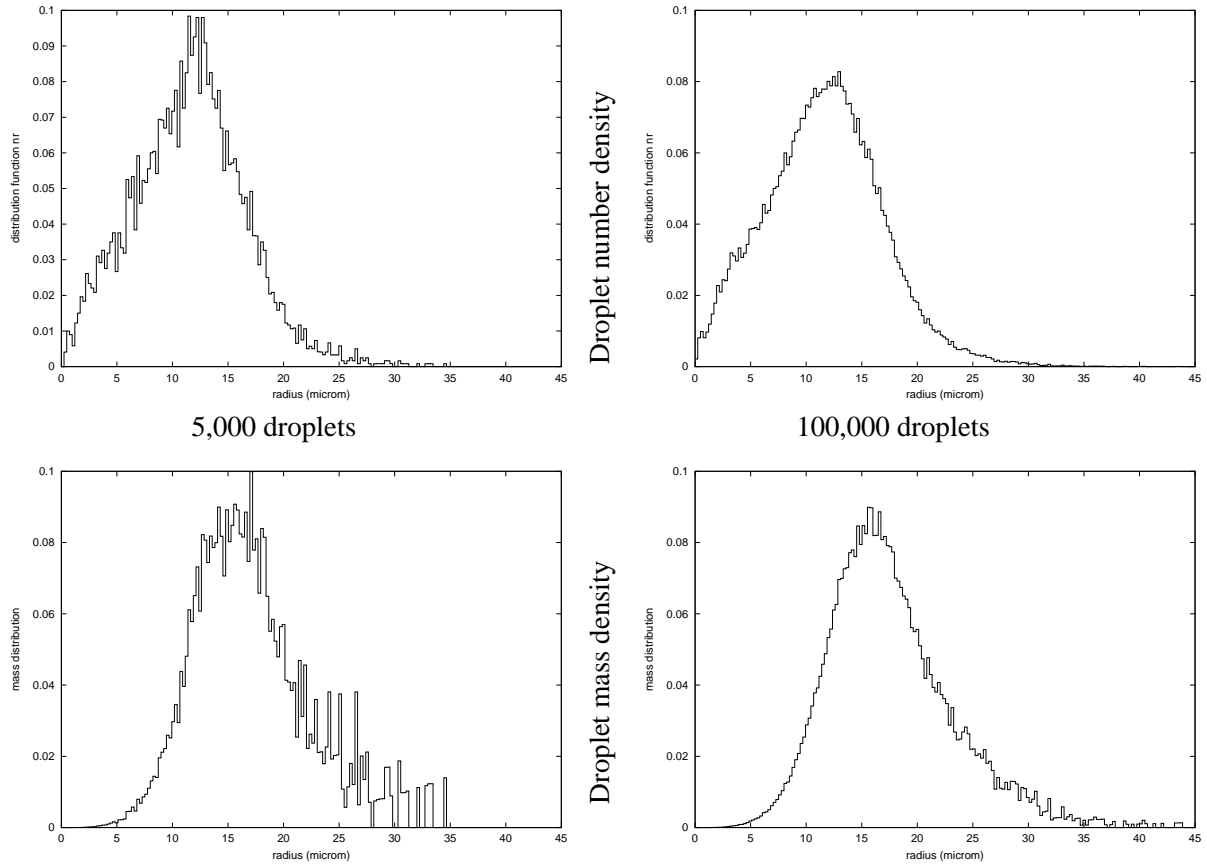 0.1
0.09
0.08
0.07
0.06
0.05
0.04
0.03
0.02
0.01
0
distribution function nr
0 5 10 15 20 25 30 35 40 45
radius (microm)
Droplet number density
0.1
0.08
0.06
0.04
0.02
0
distribution function nr
0 5 10 15 20 25 30 35 40 45
radius (microm)
5,000 droplets
100,000 droplets
0.1
0.08
0.06
0.04
0.02
0
mass distribution
0 5 10 15 20 25 30 35 40 45
radius (microm)
Droplet mass density
0.1
0.08
0.06
0.04
0.02
0
mass distribution
0 5 10 15 20 25 30 35 40 45
radius (microm)